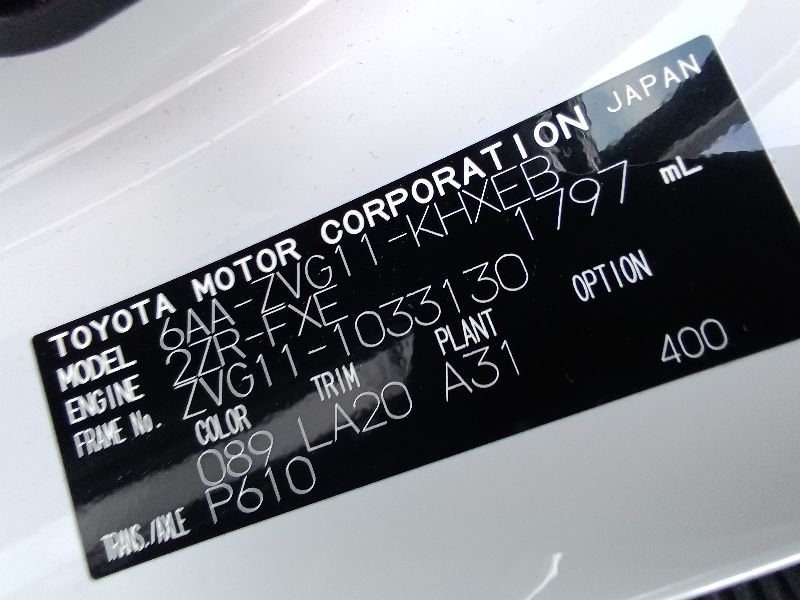 TOYOTA MOTOR CORPORATION JAPAN
MODEL 6AA-ZVG11-KHXEB
ENGINE 2ZR-FXE 1797 mL
FRAME No. ZVG11-1033130
COLOR TRIM PLANT OPTION
089 LA20 A31 400
TRANS./AXLE P610